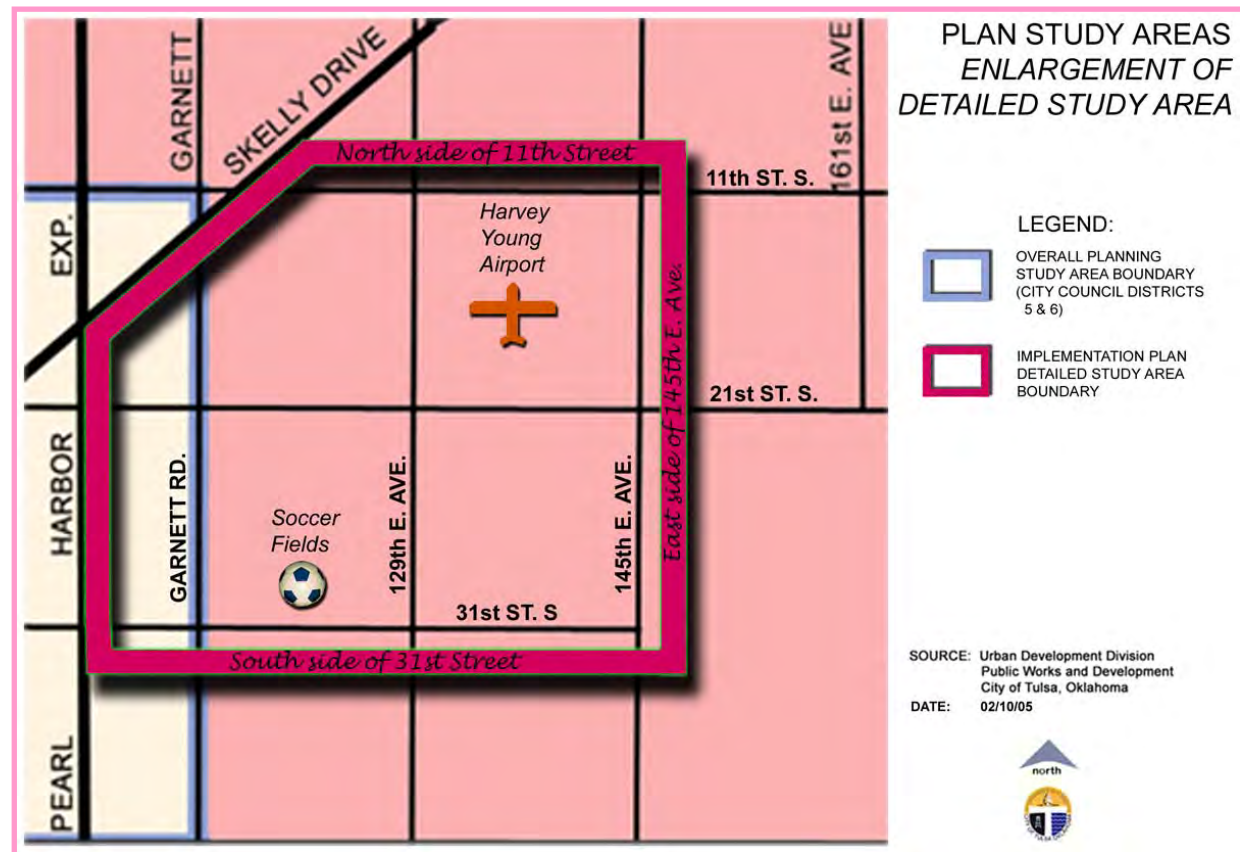 PLAN STUDY AREAS
ENLARGEMENT OF
DETAILED STUDY AREA
GARNETT
SKELLY DRIVE
161st E. AVE
North side of 11th Street
11th ST. S.
EXP.
Harvey
Young
Airport
East side of 145th E. Ave.
21st ST. S.
HARBOR
GARNETT RD.
129th E. AVE.
145th E. AVE.
Soccer
Fields
31st ST. S
South side of 31st Street
PEARL
LEGEND:
OVERALL PLANNING
STUDY AREA BOUNDARY
(CITY COUNCIL DISTRICTS
5 & 6)
IMPLEMENTATION PLAN
DETAILED STUDY AREA
BOUNDARY
SOURCE: Urban Development Division
Public Works and Development
City of Tulsa, Oklahoma
DATE: 02/10/05
north